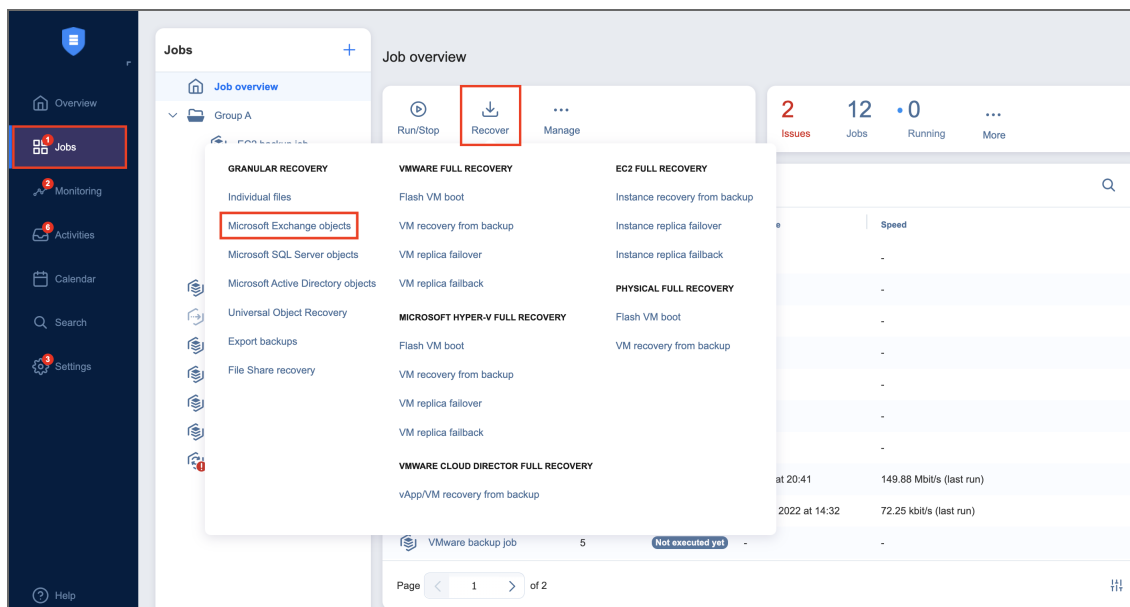 Overview
1
Jobs
2
Monitoring
6
Activities
Calendar
Search
3
Settings
Help
Jobs
Job overview
Group A
Job overview
Run/Stop
Recover
Manage
2
Issues
12
Jobs
0
Running
More
GRANULAR RECOVERY
Individual files
Microsoft Exchange objects
Microsoft SQL Server objects
Microsoft Active Directory objects
Universal Object Recovery
Export backups
File Share recovery
VMWARE FULL RECOVERY
Flash VM boot
VM recovery from backup
VM replica failover
VM replica failback
MICROSOFT HYPER-V FULL RECOVERY
Flash VM boot
VM recovery from backup
VM replica failover
VM replica failback
VMWARE CLOUD DIRECTOR FULL RECOVERY
vApp/VM recovery from backup
EC2 FULL RECOVERY
Instance recovery from backup
Instance replica failover
Instance replica failback
PHYSICAL FULL RECOVERY
Flash VM boot
VM recovery from backup
Speed
-
-
-
-
-
-
-
at 20:41 149.88 Mbit/s (last run)
2022 at 14:32 72.25 kbit/s (last run)
VMware backup job 5 Not executed yet - -
Page 1 of 2